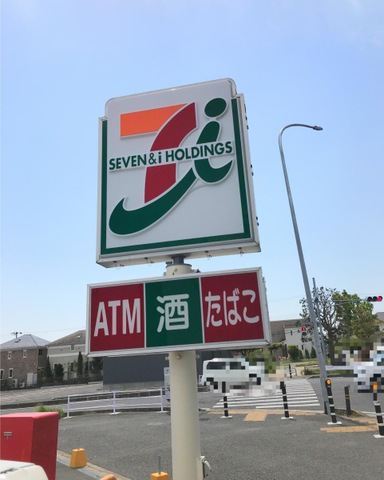 SEVEN&i HOLDINGS
ATM 酒 たばこ